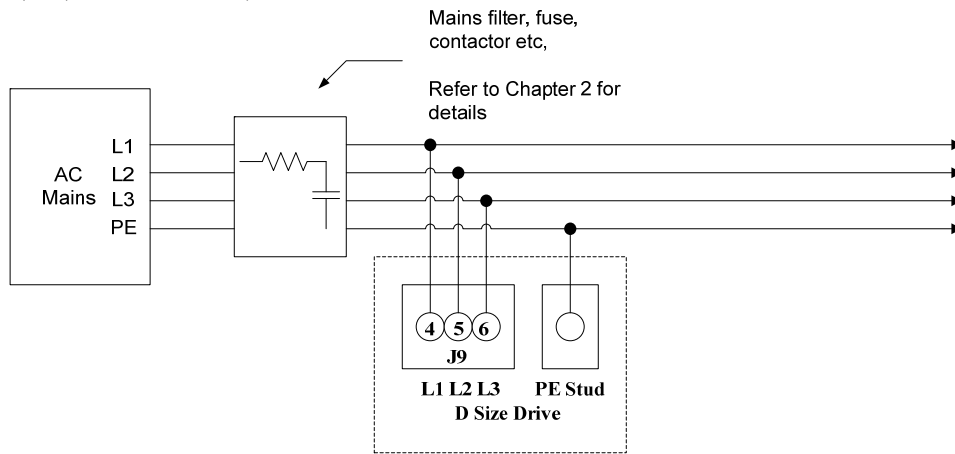 Mains filter, fuse,
contactor etc,
Refer to Chapter 2 for
details
AC
Mains
L1
L2
L3
PE
4 5 6
J9
L1 L2 L3
PE Stud
D Size Drive